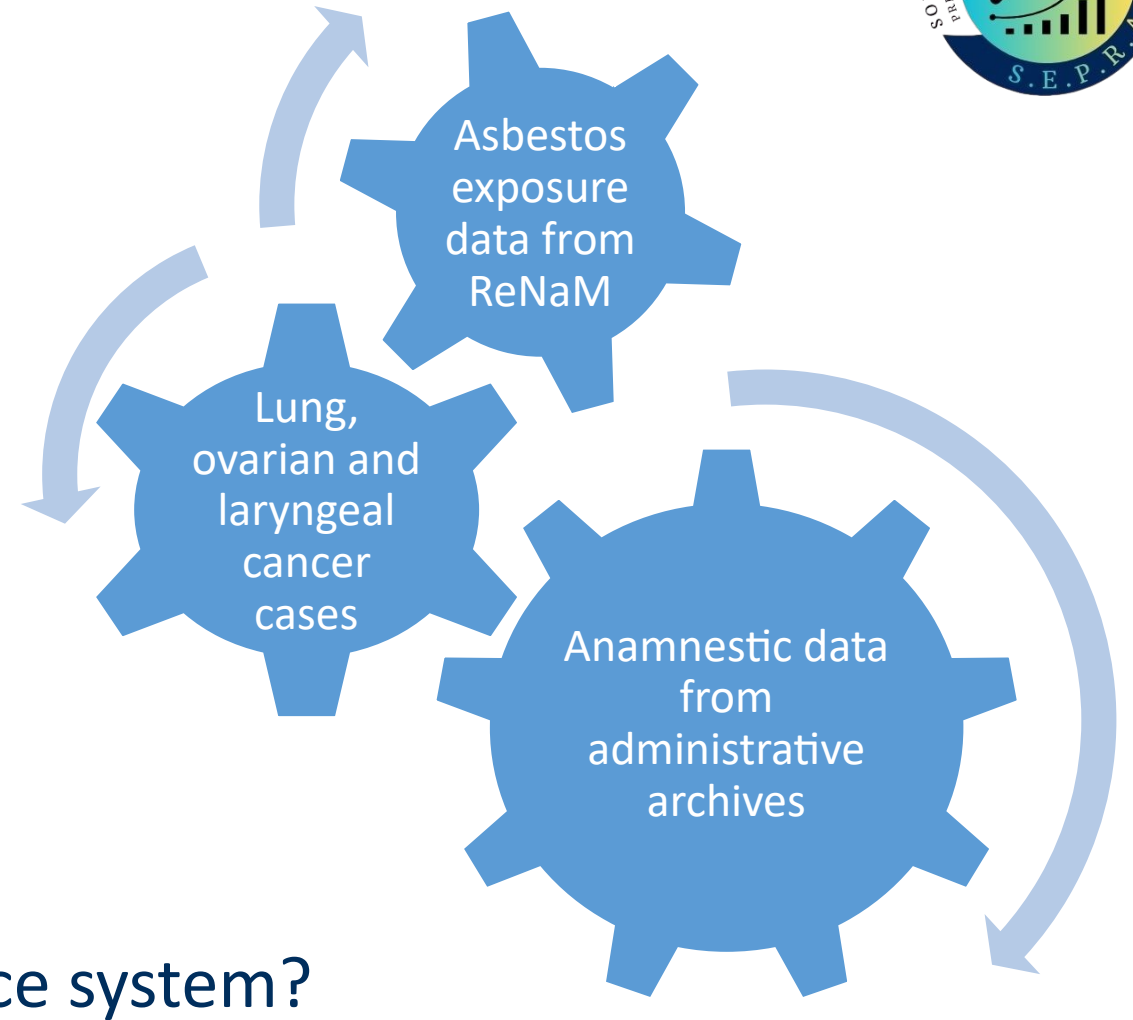 S.E.P.R.
Asbestos
exposure
data from
ReNaM
Lung,
ovarian and
laryngeal
cancer
cases
Anamnestic data
from
administrative
archives
ce system?